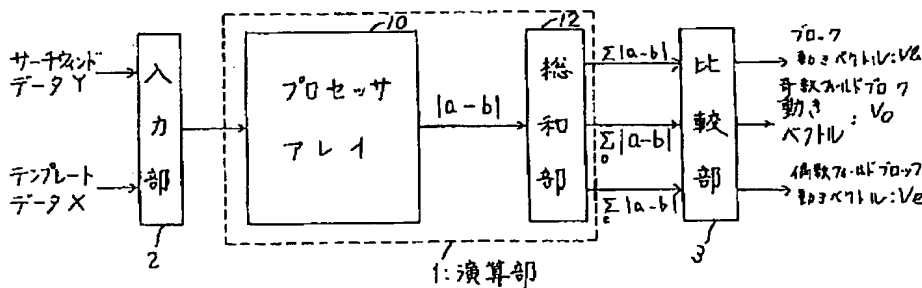 サーチウィンド
データY
テンプレート
データX
入力部
2
10
プロセッサ
アレイ
|a-b|
12
総和部
1:演算部
Σ|a-b|
Σo|a-b|
Σe|a-b|
比較部
3
ブロック
動きベクトル:Va
奇数フィールドブロック
動き
ベクトル:Vo
偶数フィールドブロック
動きベクトル:Ve